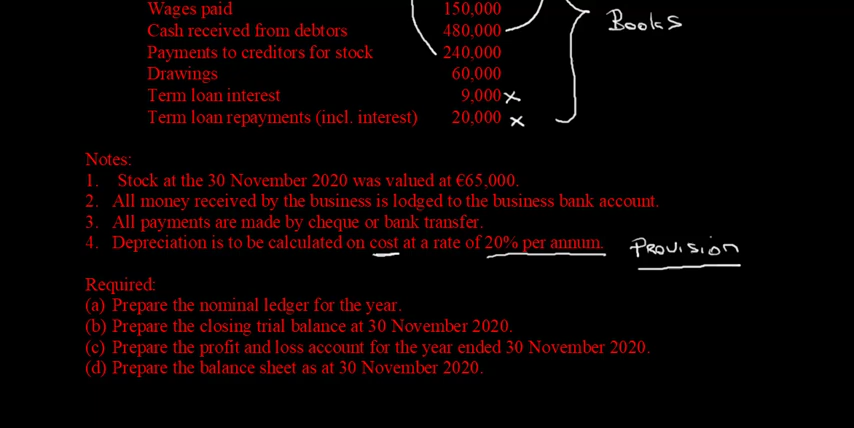 Wages paid 150,000
Books
Cash received from debtors 480,000
Payments to creditors for stock 240,000
Drawings 60,000
Term loan interest 9,000 x
Term loan repayments (incl. interest) 20,000 x
Notes:
1. Stock at the 30 November 2020 was valued at €65,000.
2. All money received by the business is lodged to the business bank account.
3. All payments are made by cheque or bank transfer.
4. Depreciation is to be calculated on cost at a rate of 20% per annum. PROVISION
Required:
(a) Prepare the nominal ledger for the year.
(b) Prepare the closing trial balance at 30 November 2020.
(c) Prepare the profit and loss account for the year ended 30 November 2020.
(d) Prepare the balance sheet as at 30 November 2020.